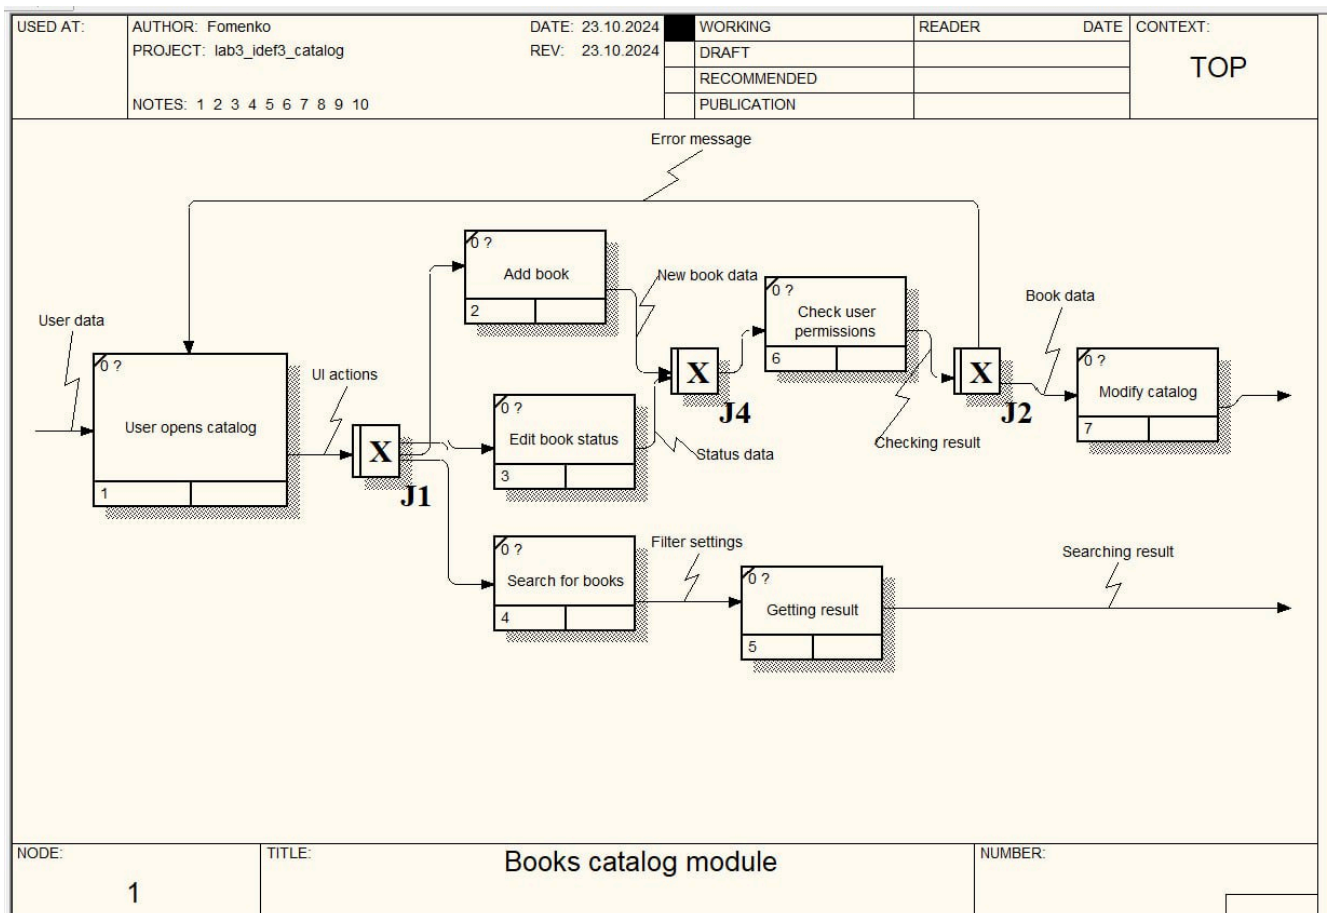 USED AT:
AUTHOR: Fomenko
DATE: 23.10.2024
PROJECT: lab3_idef3_catalog
REV: 23.10.2024
NOTES: 1 2 3 4 5 6 7 8 9 10
WORKING
DRAFT
RECOMMENDED
PUBLICATION
READER
DATE
CONTEXT:
TOP
Error message
0 ?
Add book
2
New book data
0 ?
Check user
permissions
6
Book data
User data
0 ?
User opens catalog
1
UI actions
X
J1
X
J4
X
J2
0 ?
Modify catalog
7
0 ?
Edit book status
3
Status data
Checking result
0 ?
Search for books
4
Filter settings
0 ?
Getting result
5
Searching result
NODE:
1
TITLE:
Books catalog module
NUMBER: